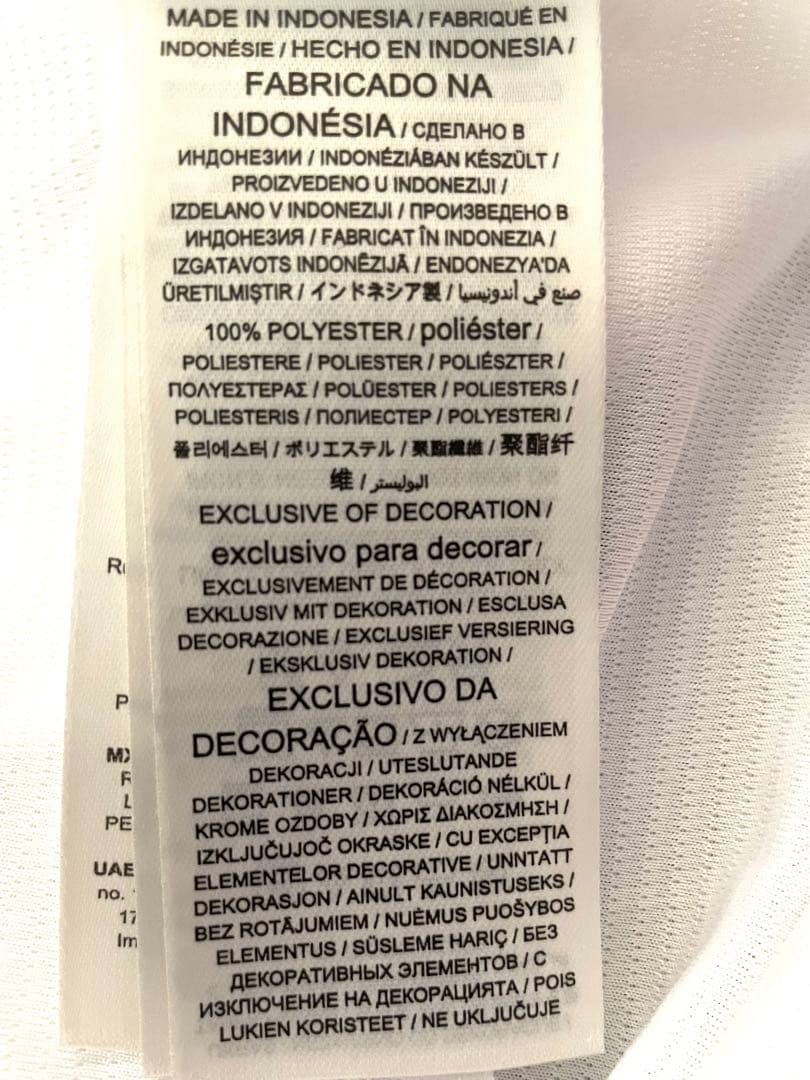 MADE IN INDONESIA / FABRIQUÉ EN
INDONÉSIE / HECHO EN INDONESIA /
FABRICADO NA
INDONÉSIA / СДЕЛАНО В
ИНДОНЕЗИИ / INDONÉZIÁBAN KÉSZÜLT /
PROIZVEDENO U INDONEZIJI /
IZDELANO V INDONEZIJI / ПРОИЗВЕДЕНО В
ИНДОНЕЗИЯ / FABRICAT ÎN INDONEZIA /
IZGATAVOTS INDONĒZIJĀ / ENDONEZYA'DA
ÜRETILMIŞTIR / インドネシア製 / صنع في أندونيسيا
100% POLYESTER / poliéster /
POLIESTERE / POLIESTER / POLIÉSZTER /
ΠΟΛΥΕΣΤΕΡΑΣ / POLÜESTER / POLIESTERS /
POLIESTERIS / ПОЛИЕСТЕР / POLYESTERI /
폴리에스터 / ポリエステル / 聚酯纖維 / 聚酯纤
维 / البوليستر
EXCLUSIVE OF DECORATION /
exclusivo para decorar /
EXCLUSIVEMENT DE DÉCORATION /
EXKLUSIV MIT DEKORATION / ESCLUSA
DECORAZIONE / EXCLUSIEF VERSIERING
/ EKSKLUSIV DEKORATION /
EXCLUSIVO DA
DECORAÇÃO / Z WYŁĄCZENIEM
DEKORACJI / UTESLUTANDE
DEKORATIONER / DEKORÁCIÓ NÉLKÜL /
KROME OZDOBY / ΧΩΡΙΣ ΔΙΑΚΟΣΜΗΣΗ /
IZKLJUČUJOČ OKRASKE / CU EXCEPȚIA
ELEMENTELOR DECORATIVE / UNNTATT
DEKORASJON / AINULT KAUNISTUSEKS /
BEZ ROTĀJUMIEM / NUĖMUS PUOŠYBOS
ELEMENTUS / SÜSLEME HARIÇ / БЕЗ
ДЕКОРАТИВНЫХ ЭЛЕМЕНТОВ / С
ИЗКЛЮЧЕНИЕ НА ДЕКОРАЦИЯТА / POIS
LUKIEN KORISTEET / NE UKLJUČUJE
P
R
L
PE
UAE
no.
17